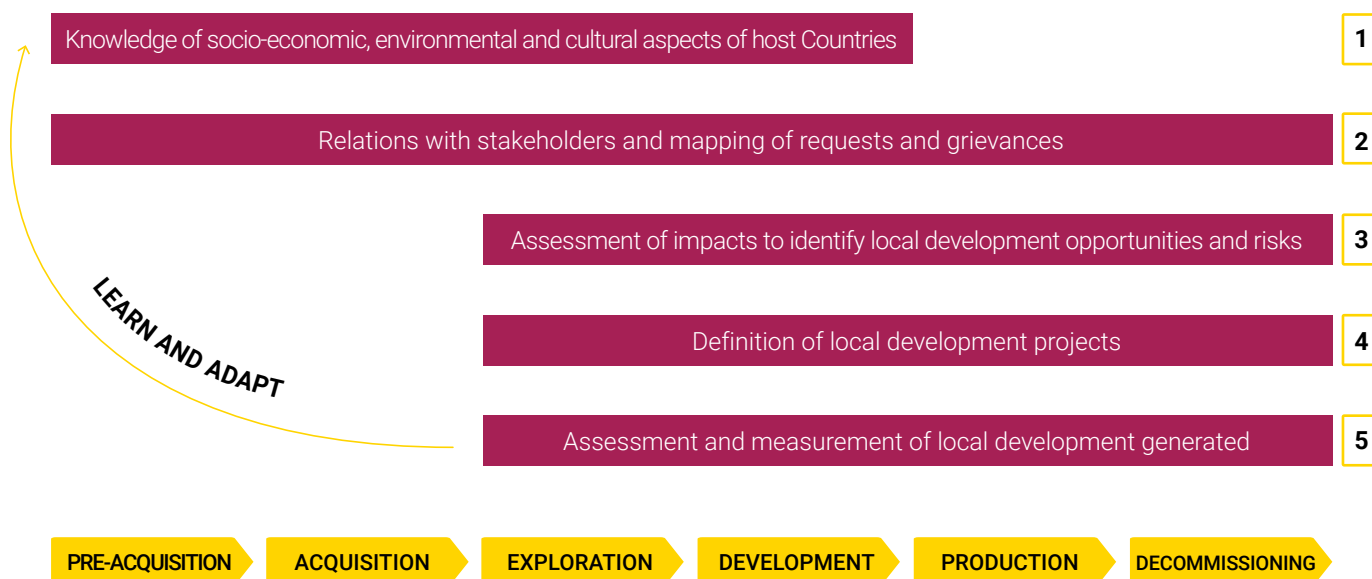 Knowledge of socio-economic, environmental and cultural aspects of host Countries
1
Relations with stakeholders and mapping of requests and grievances
2
Assessment of impacts to identify local development opportunities and risks
3
Definition of local development projects
4
LEARN AND ADAPT
Assessment and measurement of local development generated
5
PRE-ACQUISITION
ACQUISITION
EXPLORATION
DEVELOPMENT
PRODUCTION
DECOMMISSIONING